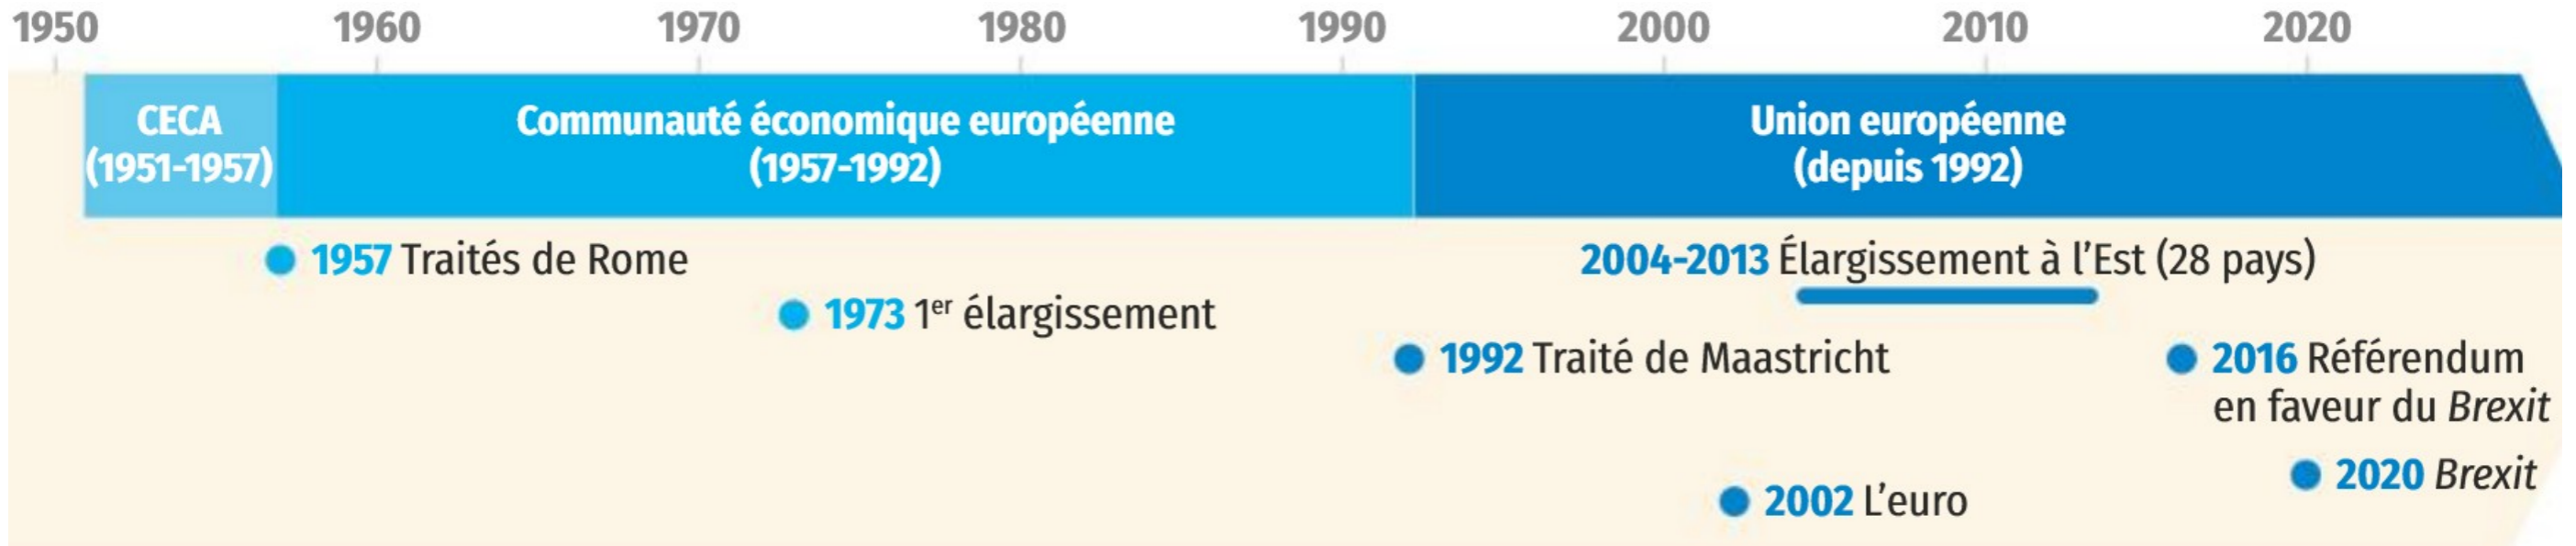 1950 1960 1970 1980 1990 2000 2010 2020
CECA
(1951-1957)
Communauté économique européenne
(1957-1992)
Union européenne
(depuis 1992)
1957 Traités de Rome
2004-2013 Élargissement à l’Est (28 pays)
1973 1er élargissement
1992 Traité de Maastricht
2016 Référendum
en faveur du Brexit
2020 Brexit
2002 L’euro